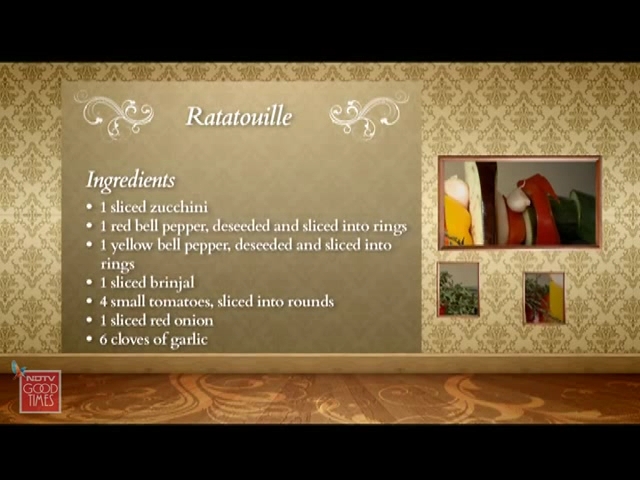 Ratatouille
Ingredients
• 1 sliced zucchini
• 1 red bell pepper, deseeded and sliced into rings
• 1 yellow bell pepper, deseeded and sliced into
rings
• 1 sliced brinjal
• 4 small tomatoes, sliced into rounds
• 1 sliced red onion
• 6 cloves of garlic
NDTV
GOOD
TIMES